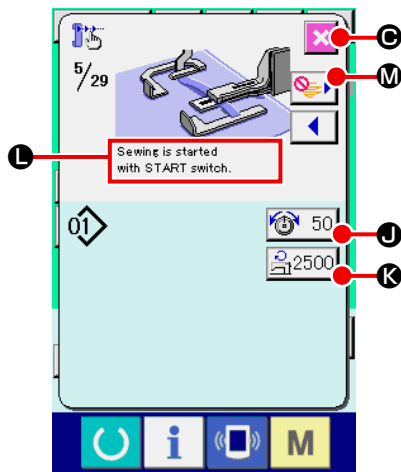 C
5/29
M
L
Sewing is started
with START switch.
01
50
J
2500
K
i
M